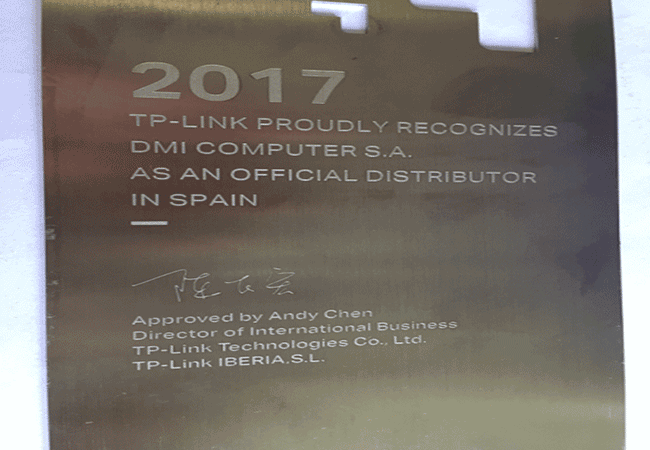 2017
TP-LINK PROUDLY RECOGNIZES
DMI COMPUTER S.A.
AS AN OFFICIAL DISTRIBUTOR
IN SPAIN
Approved by Andy Chen
Director of International Business
TP-Link Technologies Co., Ltd.
TP-Link IBERIA.S.L.